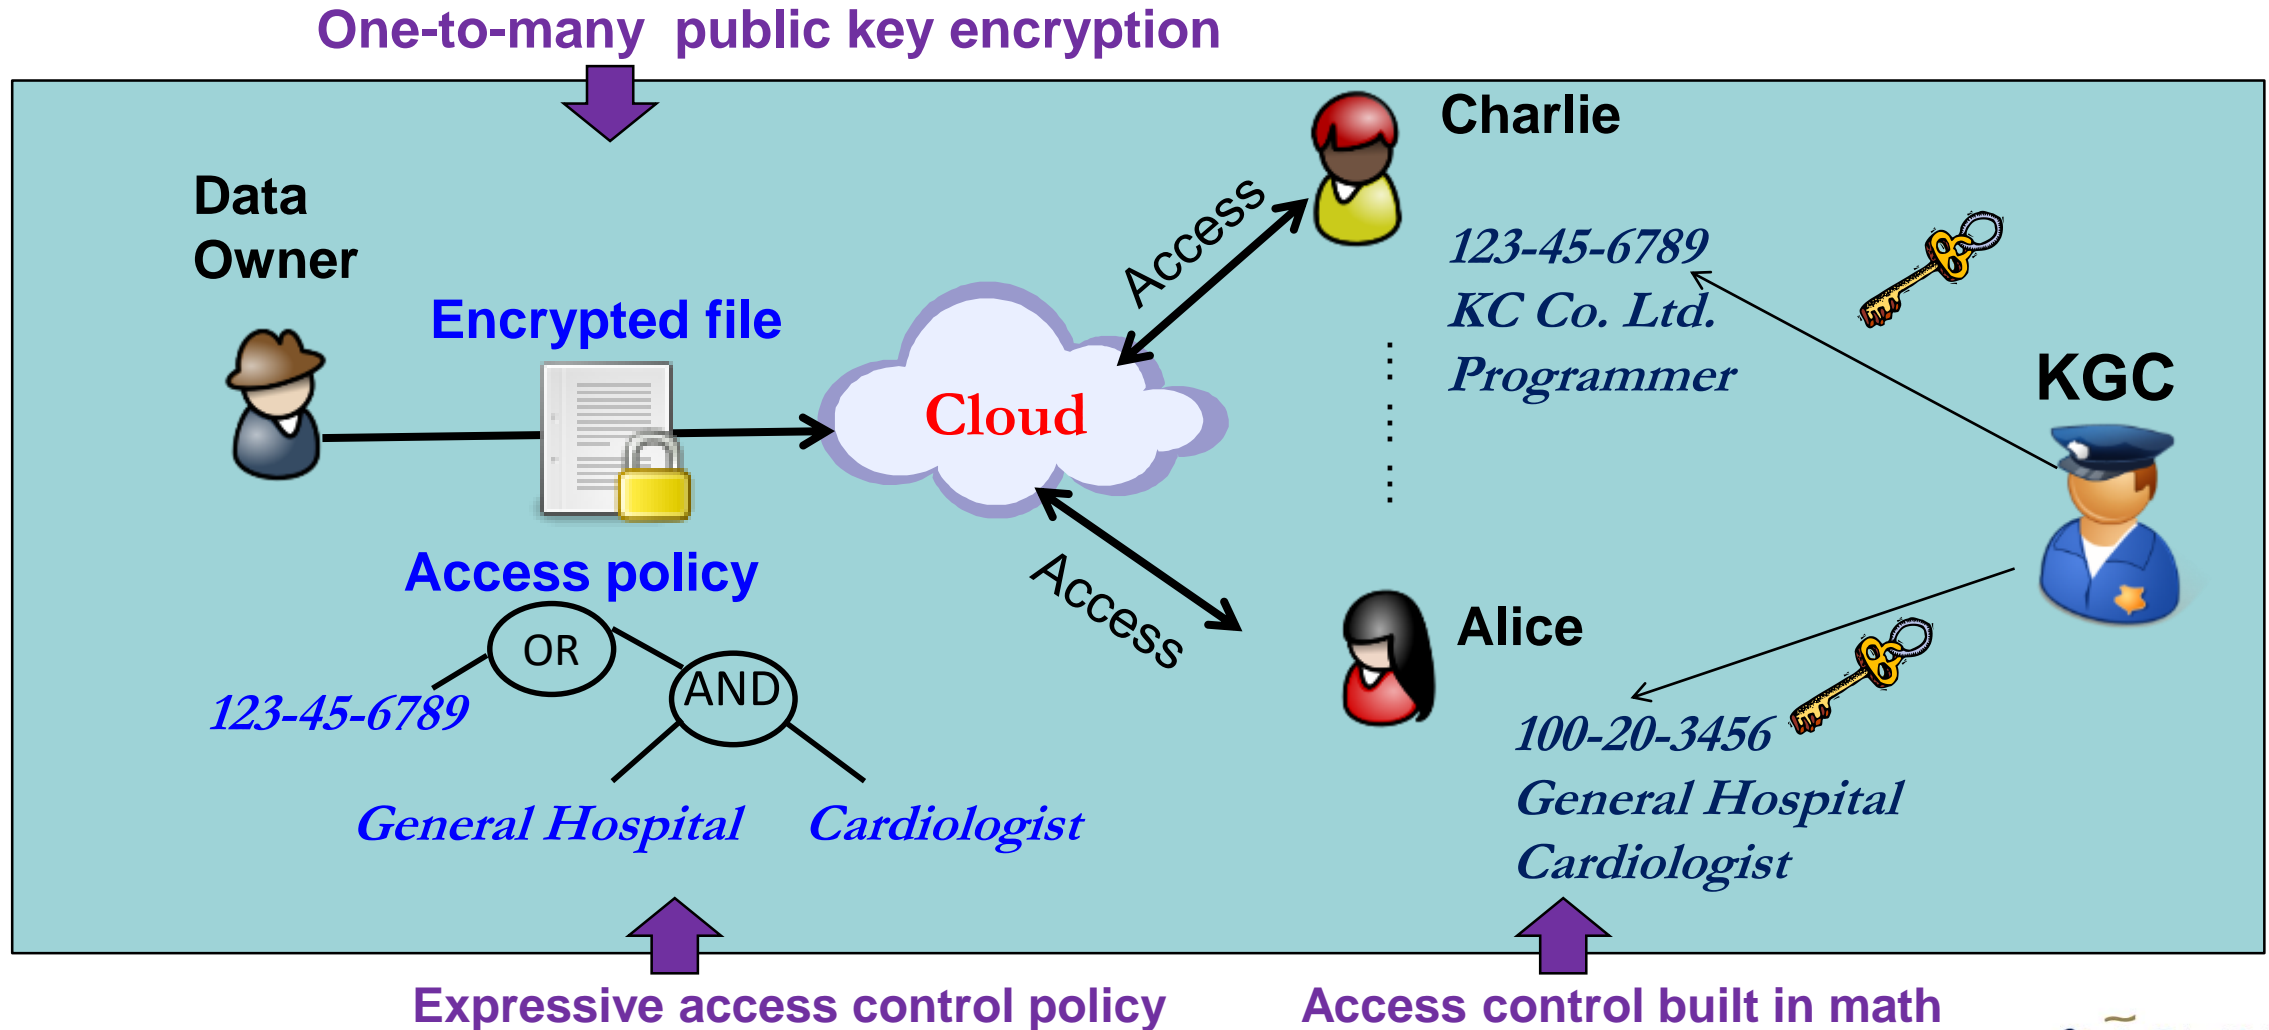 One-to-many public key encryption
Data
Owner
Encrypted file
Access policy
OR
AND
123-45-6789
General Hospital
Cardiologist
Cloud
Access
Access
Charlie
123-45-6789
KC Co. Ltd.
Programmer
KGC
Alice
100-20-3456
General Hospital
Cardiologist
Expressive access control policy
Access control built in math